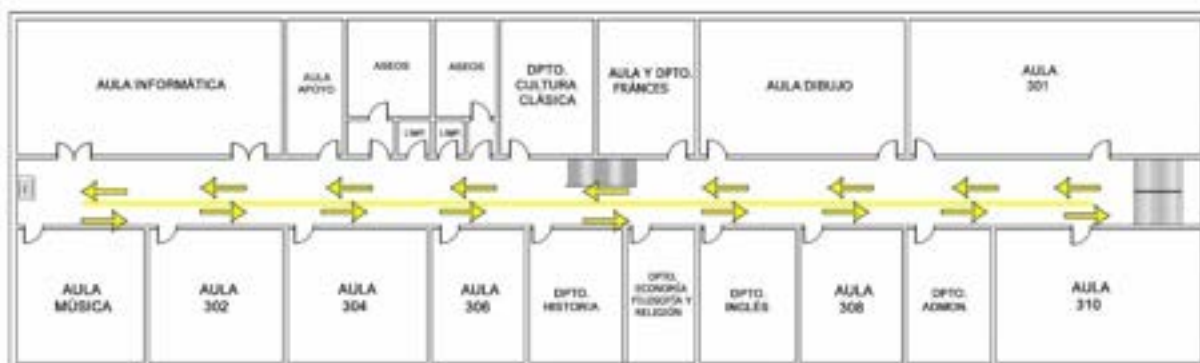 AULA INFORMÁTICA
AULA
APOYO
ASEOS
ASEOS
DPTO.
CULTURA
CLÁSICA
AULA Y DPTO.
FRÁNCES
AULA DIBUJO
AULA
301
LIMP.
LIMP.
AULA
MÚSICA
AULA
302
AULA
304
AULA
306
DPTO.
HISTORIA
DPTO.
ECONOMÍA
FILOSOFÍA Y
RELIGIÓN
DPTO.
INGLÉS
AULA
308
DPTO.
ADMON.
AULA
310